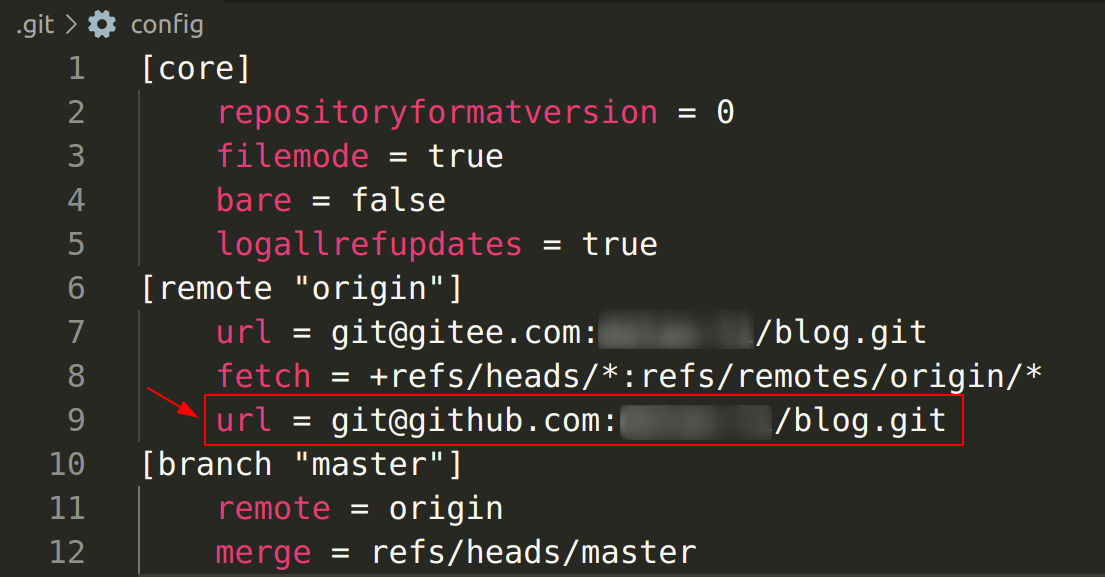 .git > config
1 [core]
2 repositoryformatversion = 0
3 filemode = true
4 bare = false
5 logallrefupdates = true
6 [remote "origin"]
7 url = git@gitee.com: /blog.git
8 fetch = +refs/heads/*:refs/remotes/origin/*
9 url = git@github.com: /blog.git
10 [branch "master"]
11 remote = origin
12 merge = refs/heads/master